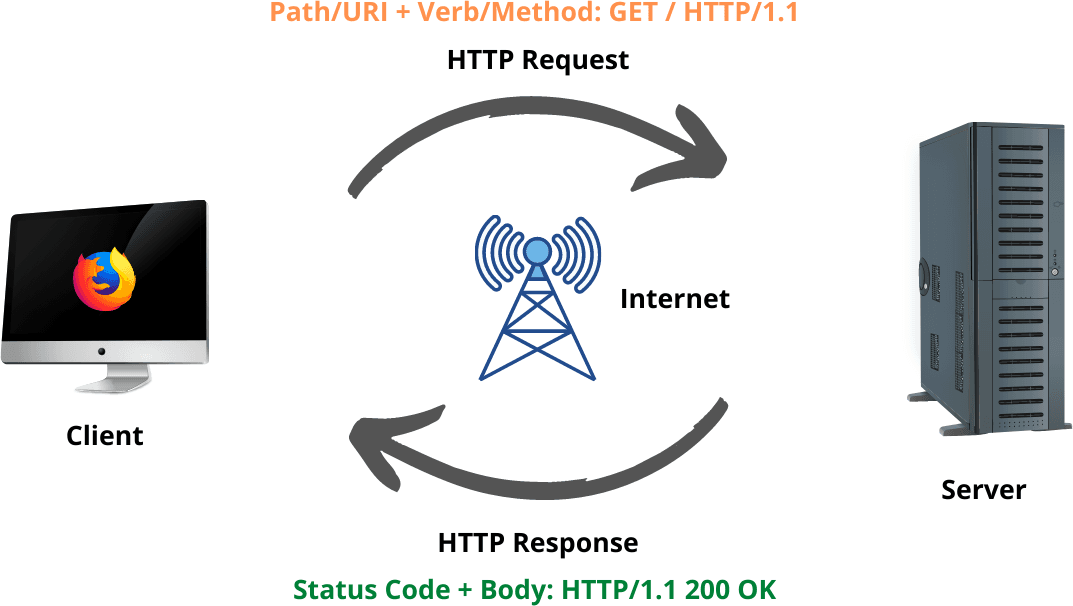 Path/URI + Verb/Method: GET / HTTP/1.1
HTTP Request
Internet
Client
Server
HTTP Response
Status Code + Body: HTTP/1.1 200 OK